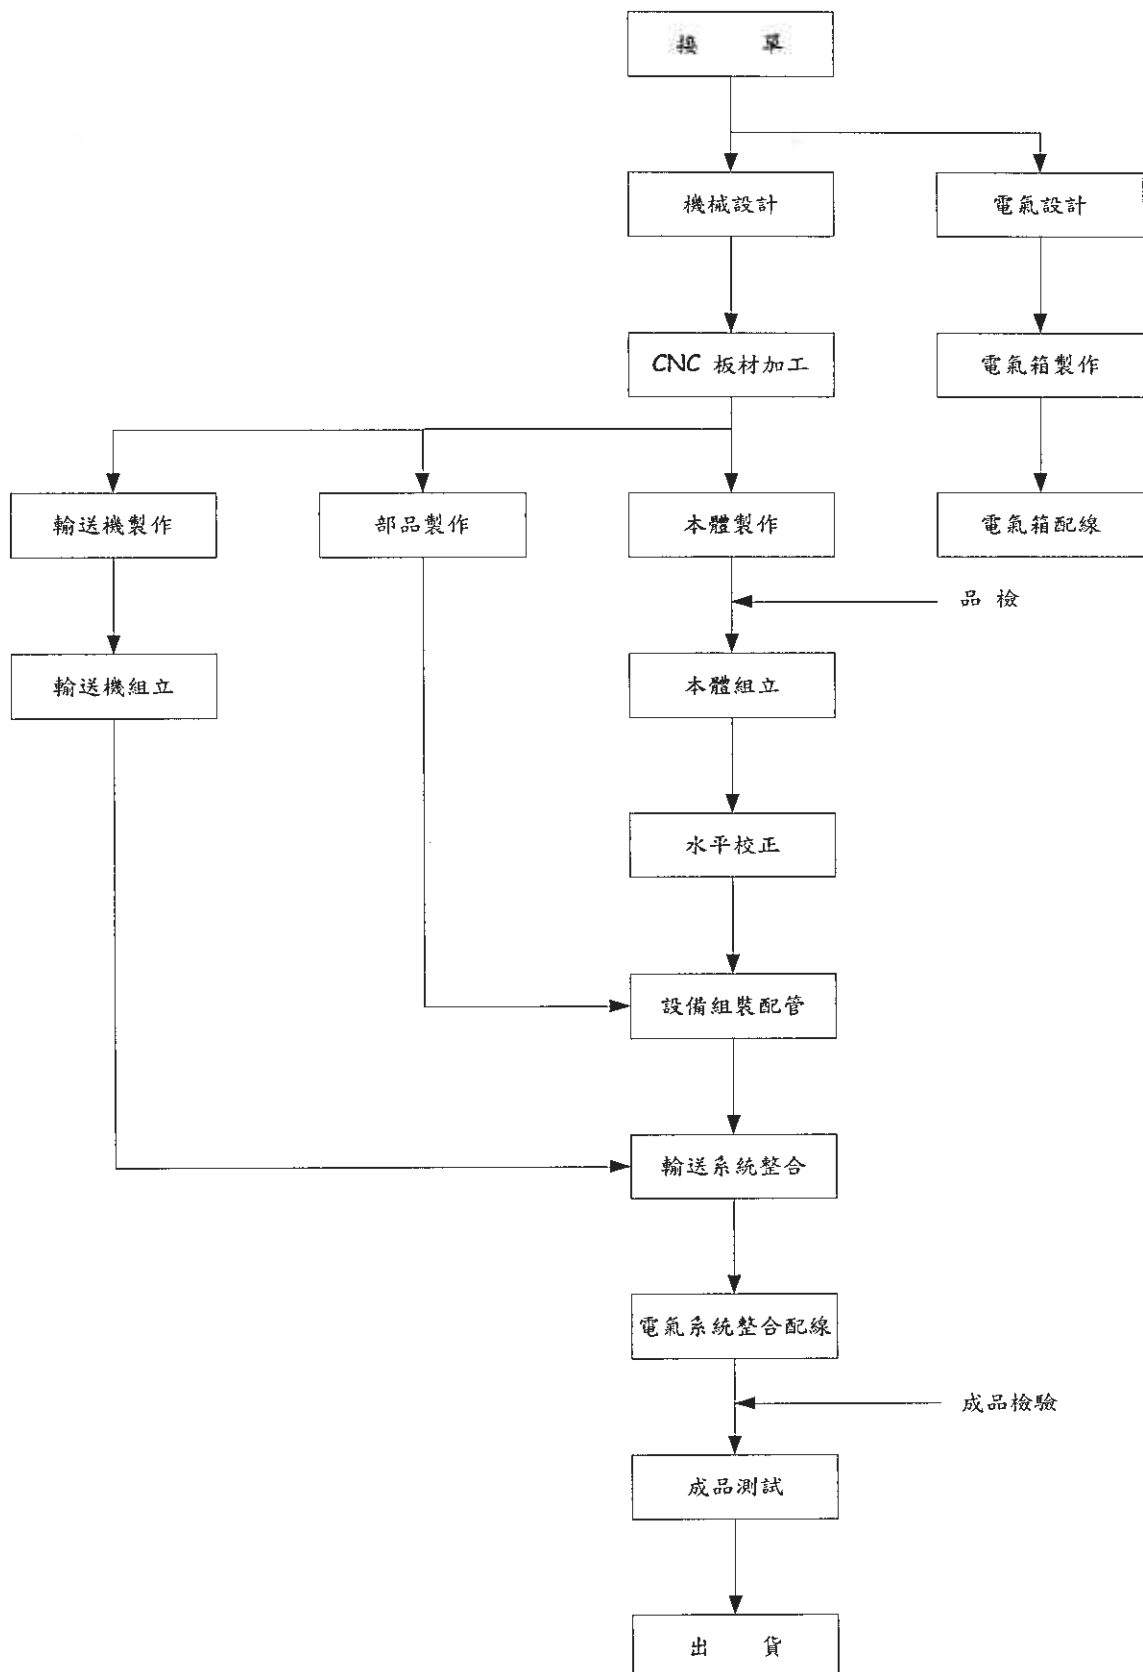 接 單
機械設計
電氣設計
CNC 板材加工
電氣箱製作
輸送機製作
部品製作
本體製作
電氣箱配線
品 檢
輸送機組立
本體組立
水平校正
設備組裝配管
輸送系統整合
電氣系統整合配線
成品檢驗
成品測試
出 貨